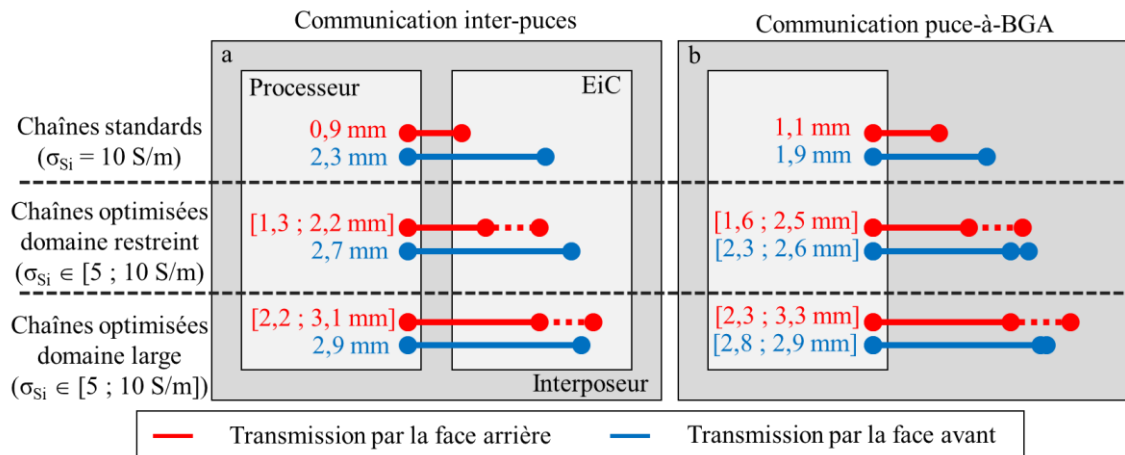 Communication inter-puces
Communication puce-à-BGA
a
b
Processeur
EiC
Chaînes standards
(σSi = 10 S/m)
0,9 mm
2,3 mm
1,1 mm
1,9 mm
Chaînes optimisées
domaine restreint
(σSi ∈ [5 ; 10 S/m)
[1,3 ; 2,2 mm]
2,7 mm
[1,6 ; 2,5 mm]
[2,3 ; 2,6 mm]
Chaînes optimisées
domaine large
(σSi ∈ [5 ; 10 S/m])
[2,2 ; 3,1 mm]
2,9 mm
[2,3 ; 3,3 mm]
[2,8 ; 2,9 mm]
Interposeur
Transmission par la face arrière
Transmission par la face avant